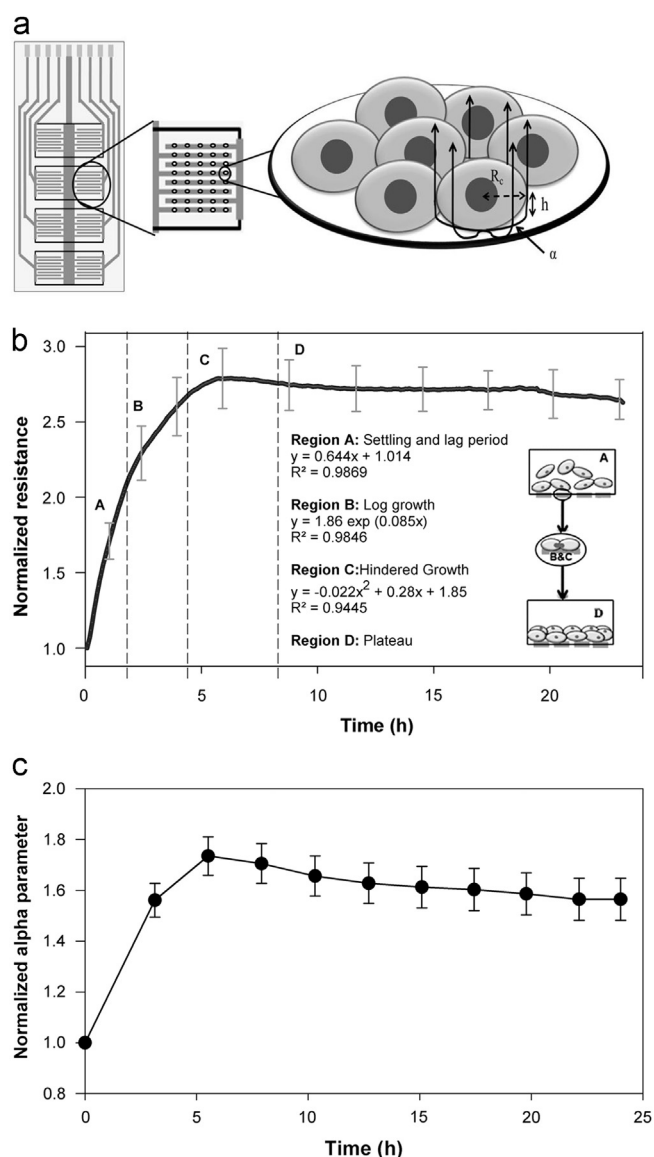 a
R_c
h
α
b
Normalized resistance
3.0
2.5
2.0
1.5
1.0
A
B
C
D
Region A: Settling and lag period
y = 0.644x + 1.014
R² = 0.9869
Region B: Log growth
y = 1.86 exp (0.085x)
R² = 0.9846
Region C:Hindered Growth
y = -0.022x² + 0.28x + 1.85
R² = 0.9445
Region D: Plateau
A
B&C
D
0 5 10 15 20
Time (h)
c
Normalized alpha parameter
2.0
1.8
1.6
1.4
1.2
1.0
0.8
0 5 10 15 20 25
Time (h)